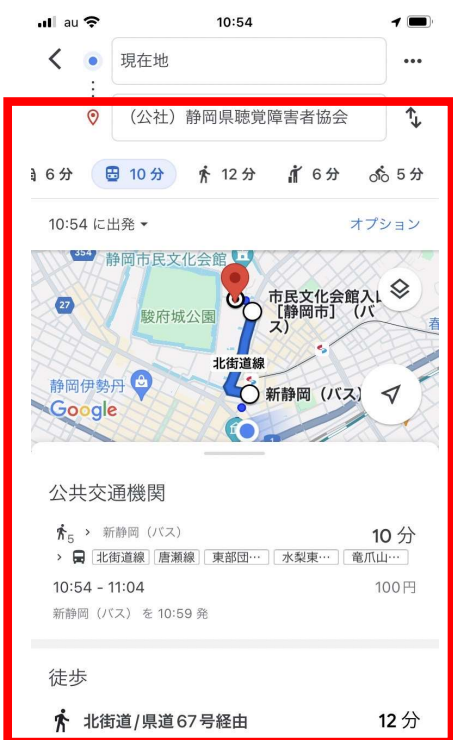 au
10:54
現在地
(公社)静岡県聴覚障害者協会
6 分
10 分
12 分
6 分
5 分
10:54 に出発
オプション
354
静岡市民文化会館
27
駿府城公園
市民文化会館入口
[静岡市](バ
ス)
春
北街道線
静岡伊勢丹
新静岡(バス)
Google
公共交通機関
5 > 新静岡(バス)
10 分
> 北街道線 唐瀬線 東部団… 水梨東… 竜爪山…
10:54 - 11:04
100円
新静岡(バス) を 10:59 発
徒歩
北街道/県道67号経由
12 分